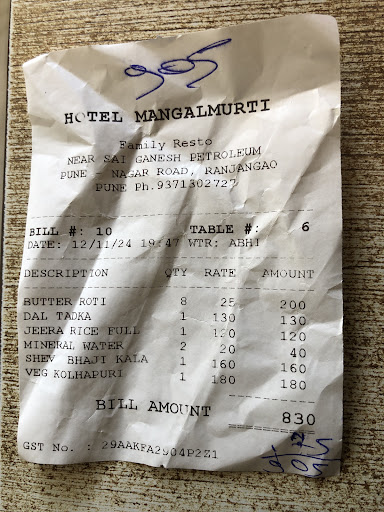 905
HOTEL MANGALMURTI
Family Resto
NEAR SAI GANESH PETROLEUM
PUNE - NAGAR ROAD, RANJANGAO
PUNE Ph.9371302727
BILL #: 10 TABLE #: 6
DATE: 12/11/24 19:47 WTR: ABHI
DESCRIPTION QTY RATE AMOUNT
BUTTER ROTI 8 25 200
DAL TADKA 1 130 130
JEERA RICE FULL 1 120 120
MINERAL WATER 2 20 40
SHEV BHAJI KALA 1 160 160
VEG KOLHAPURI 1 180 180
BILL AMOUNT 830
GST No. : 29AAKFA2904P2Z1